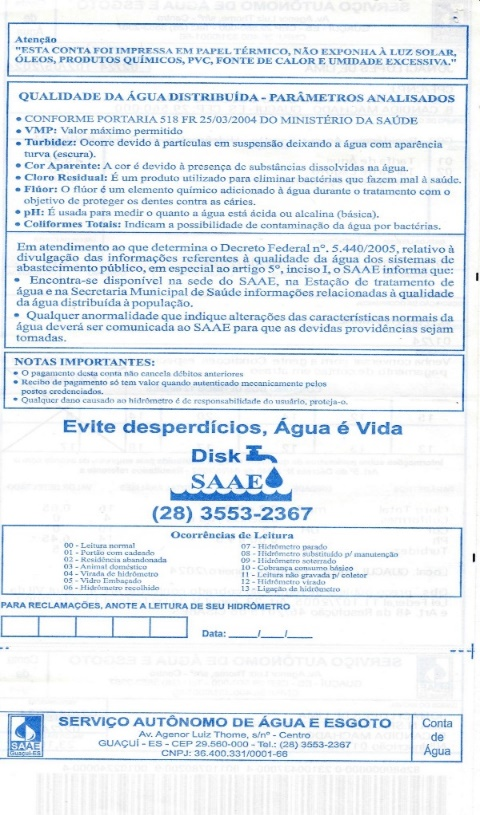 Atenção
"ESTA CONTA FOI IMPRESSA EM PAPEL TÉRMICO, NÃO EXPONHA À LUZ SOLAR,
ÓLEOS, PRODUTOS QUÍMICOS, PVC, FONTE DE CALOR E UMIDADE EXCESSIVA."
QUALIDADE DA ÁGUA DISTRIBUÍDA - PARÂMETROS ANALISADOS
• CONFORME PORTARIA 518 FR 25/03/2004 DO MINISTÉRIO DA SAÚDE
• VMP: Valor máximo permitido
• Turbidez: Ocorre devido à partículas em suspensão deixando a água com aparência
turva (escura).
• Cor Aparente: A cor é devido à presença de substâncias dissolvidas na água.
• Cloro Residual: É um produto utilizado para eliminar bactérias que fazem mal à saúde.
• Flúor: O flúor é um elemento químico adicionado à água durante o tratamento com o
objetivo de proteger os dentes contra as cáries.
• pH: É usada para medir o quanto a água está ácida ou alcalina (básica).
• Coliformes Totais: Indicam a possibilidade de contaminação da água por bactérias.
Em atendimento ao que determina o Decreto Federal nº. 5.440/2005, relativo à
divulgação das informações referentes à qualidade da água dos sistemas de
abastecimento público, em especial ao artigo 5º, inciso I, o SAAE informa que:
• Encontra-se disponível na sede do SAAE, na Estação de tratamento de
água e na Secretaria Municipal de Saúde informações relacionadas à qualidade
da água distribuída à população.
• Qualquer anormalidade que indique alterações das características normais da
água deverá ser comunicada ao SAAE para que as devidas providências sejam
tomadas.
NOTAS IMPORTANTES:
• O pagamento desta conta não cancela débitos anteriores
• Recibo de pagamento só tem valor quando autenticado mecanicamente pelos
postos credenciados.
• Qualquer dano causado ao hidrômetro é de responsabilidade do usuário, proteja-o.
Evite desperdícios, Água é Vida
Disk
SAAE
(28) 3553-2367
Ocorrências de Leitura
00 - Leitura normal
01 - Portão com cadeado
02 - Residência abandonada
03 - Animal doméstico
04 - Virada de hidrômetro
05 - Vidro Embaçado
06 - Hidrômetro recolhido
07 - Hidrômetro parado
08 - Hidrômetro substituído p/ manutenção
09 - Hidrômetro soterrado
10 - Cobrança consumo básico
11 - Leitura não gravada p/ coletor
12 - Hidrômetro virado
13 - Ligação da hidrômetro
PARA RECLAMAÇÕES, ANOTE A LEITURA DE SEU HIDRÔMETRO
Data: ____/____/____
SAAE
Guaçuí-ES
SERVIÇO AUTÔNOMO DE ÁGUA E ESGOTO
Av. Agenor Luiz Thome, s/nº - Centro
GUAÇUÍ - ES - CEP 29.560-000 - Tel.: (28) 3553-2367
CNPJ: 36.400.331/0001-66
Conta
de
Água